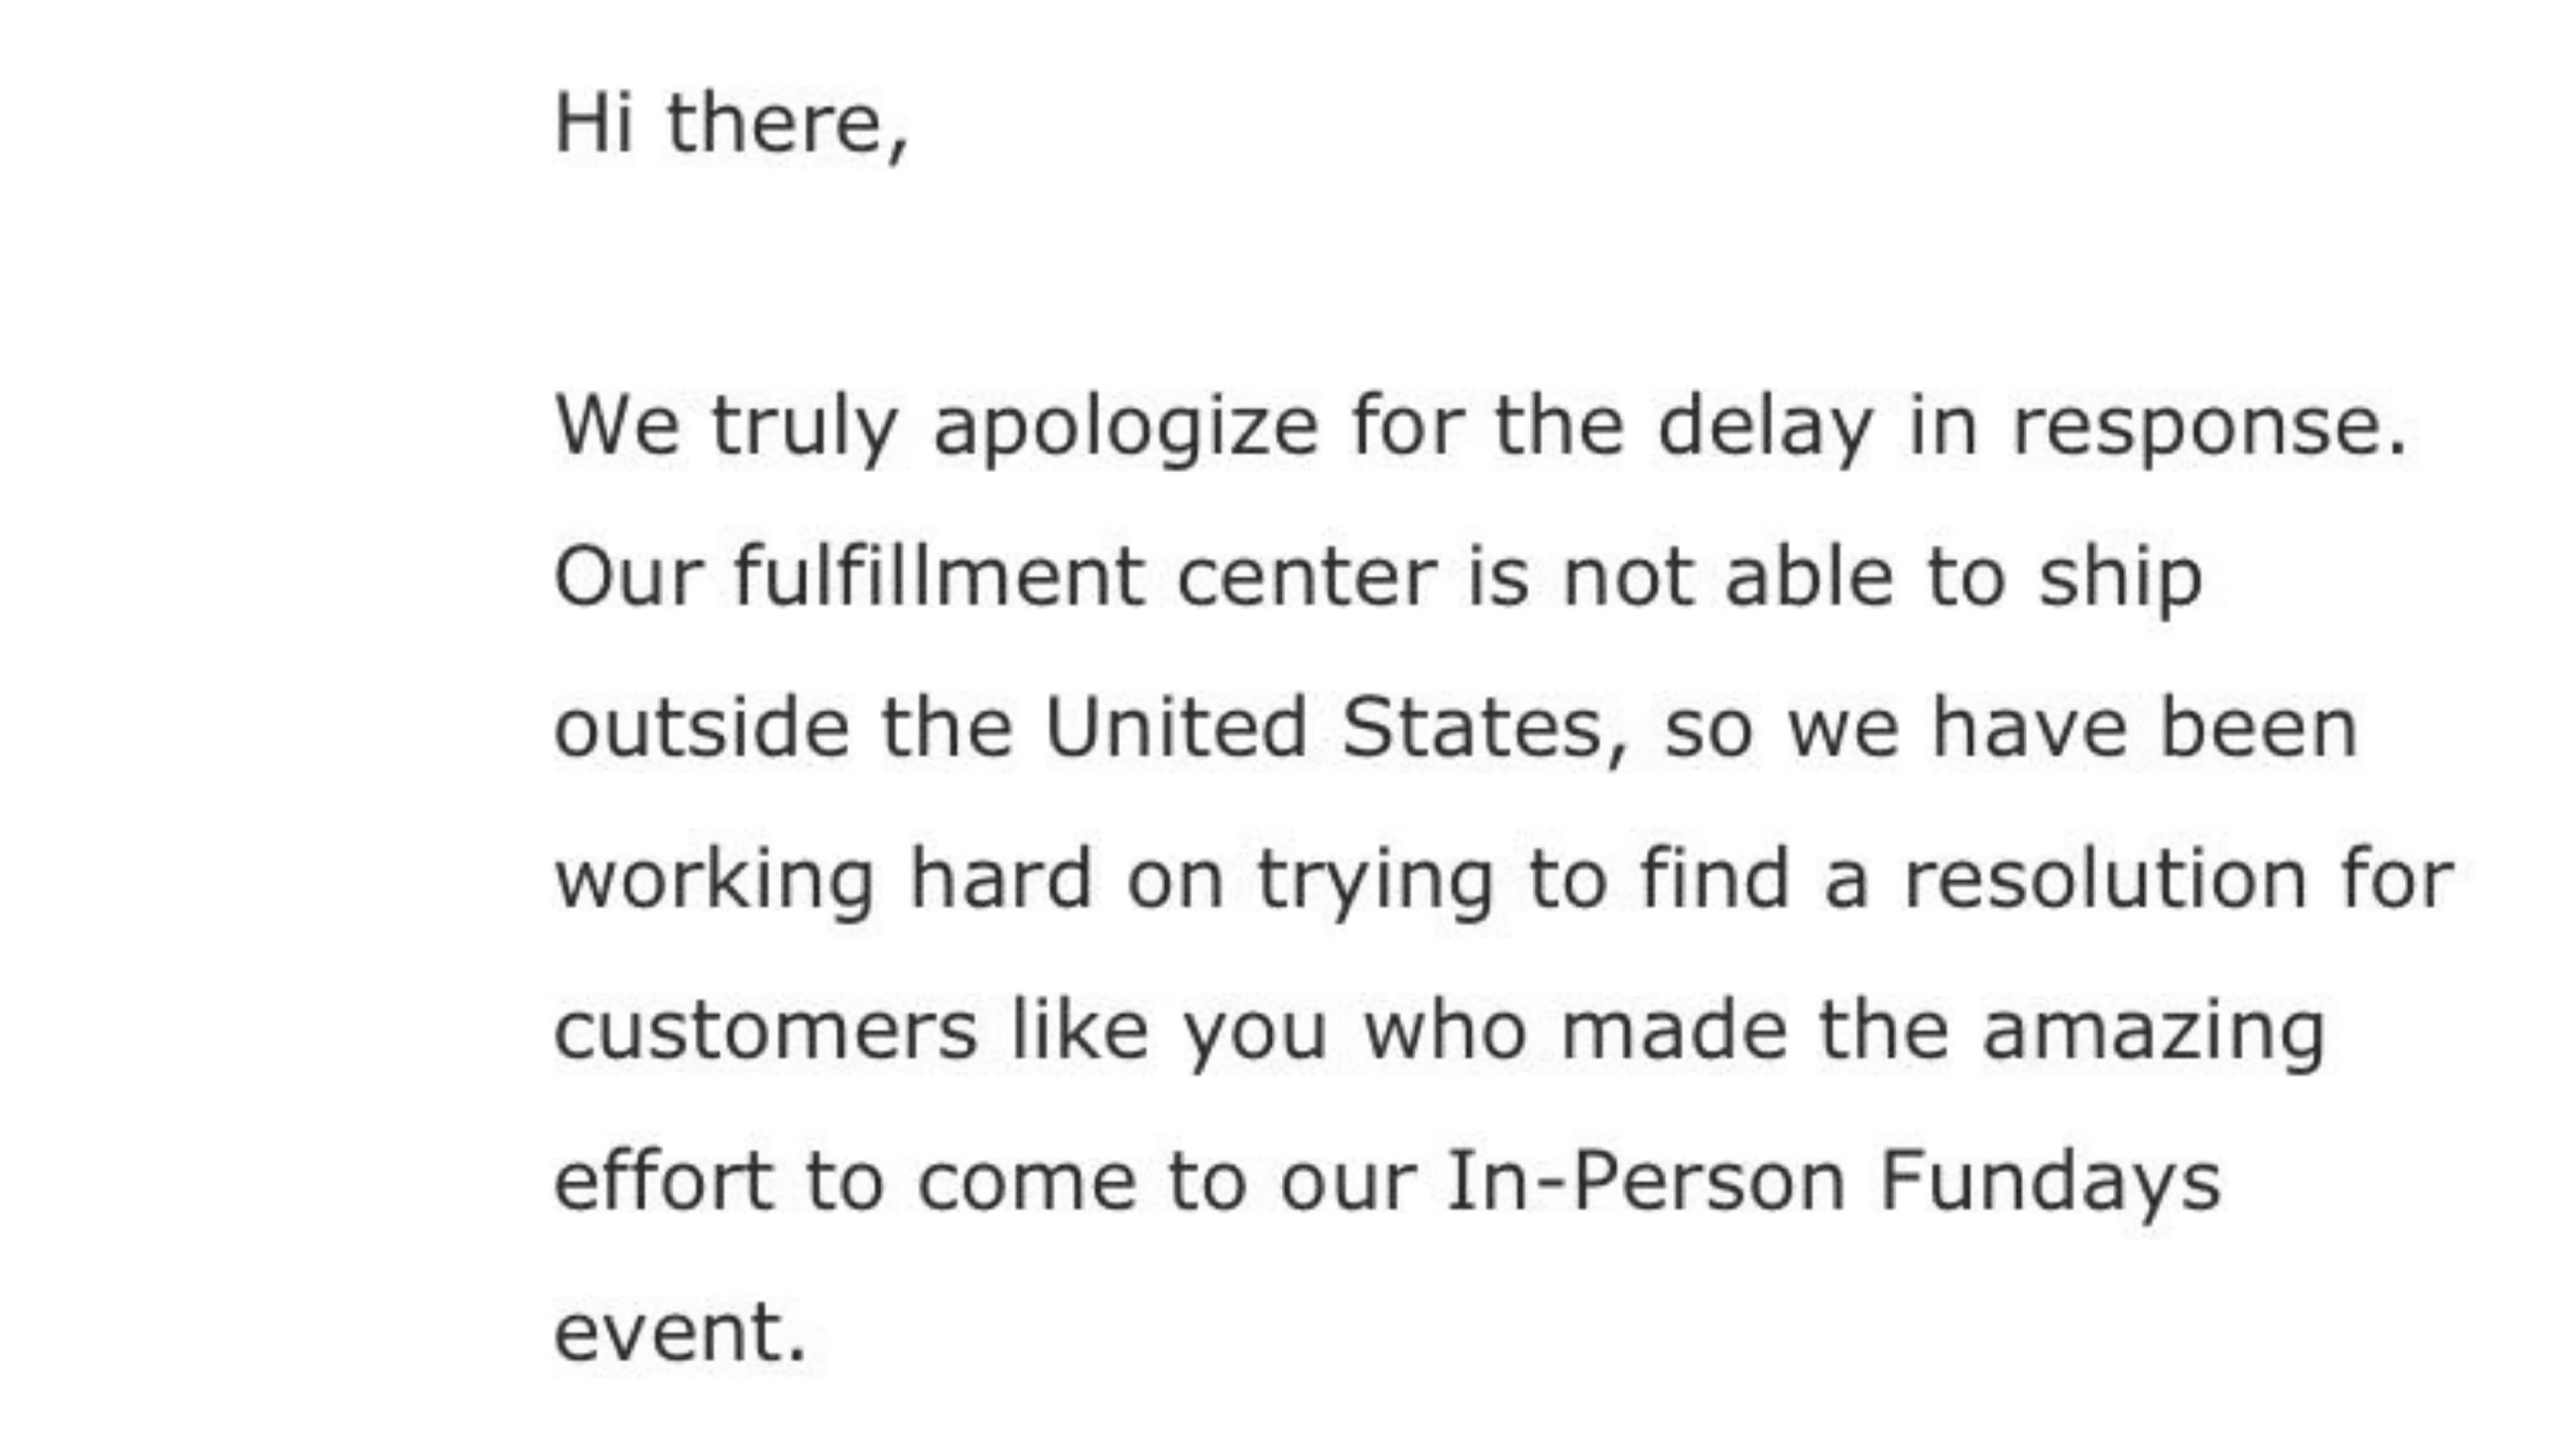 Hi there,
We truly apologize for the delay in response.
Our fulfillment center is not able to ship
outside the United States, so we have been
working hard on trying to find a resolution for
customers like you who made the amazing
effort to come to our In-Person Fundays
event.